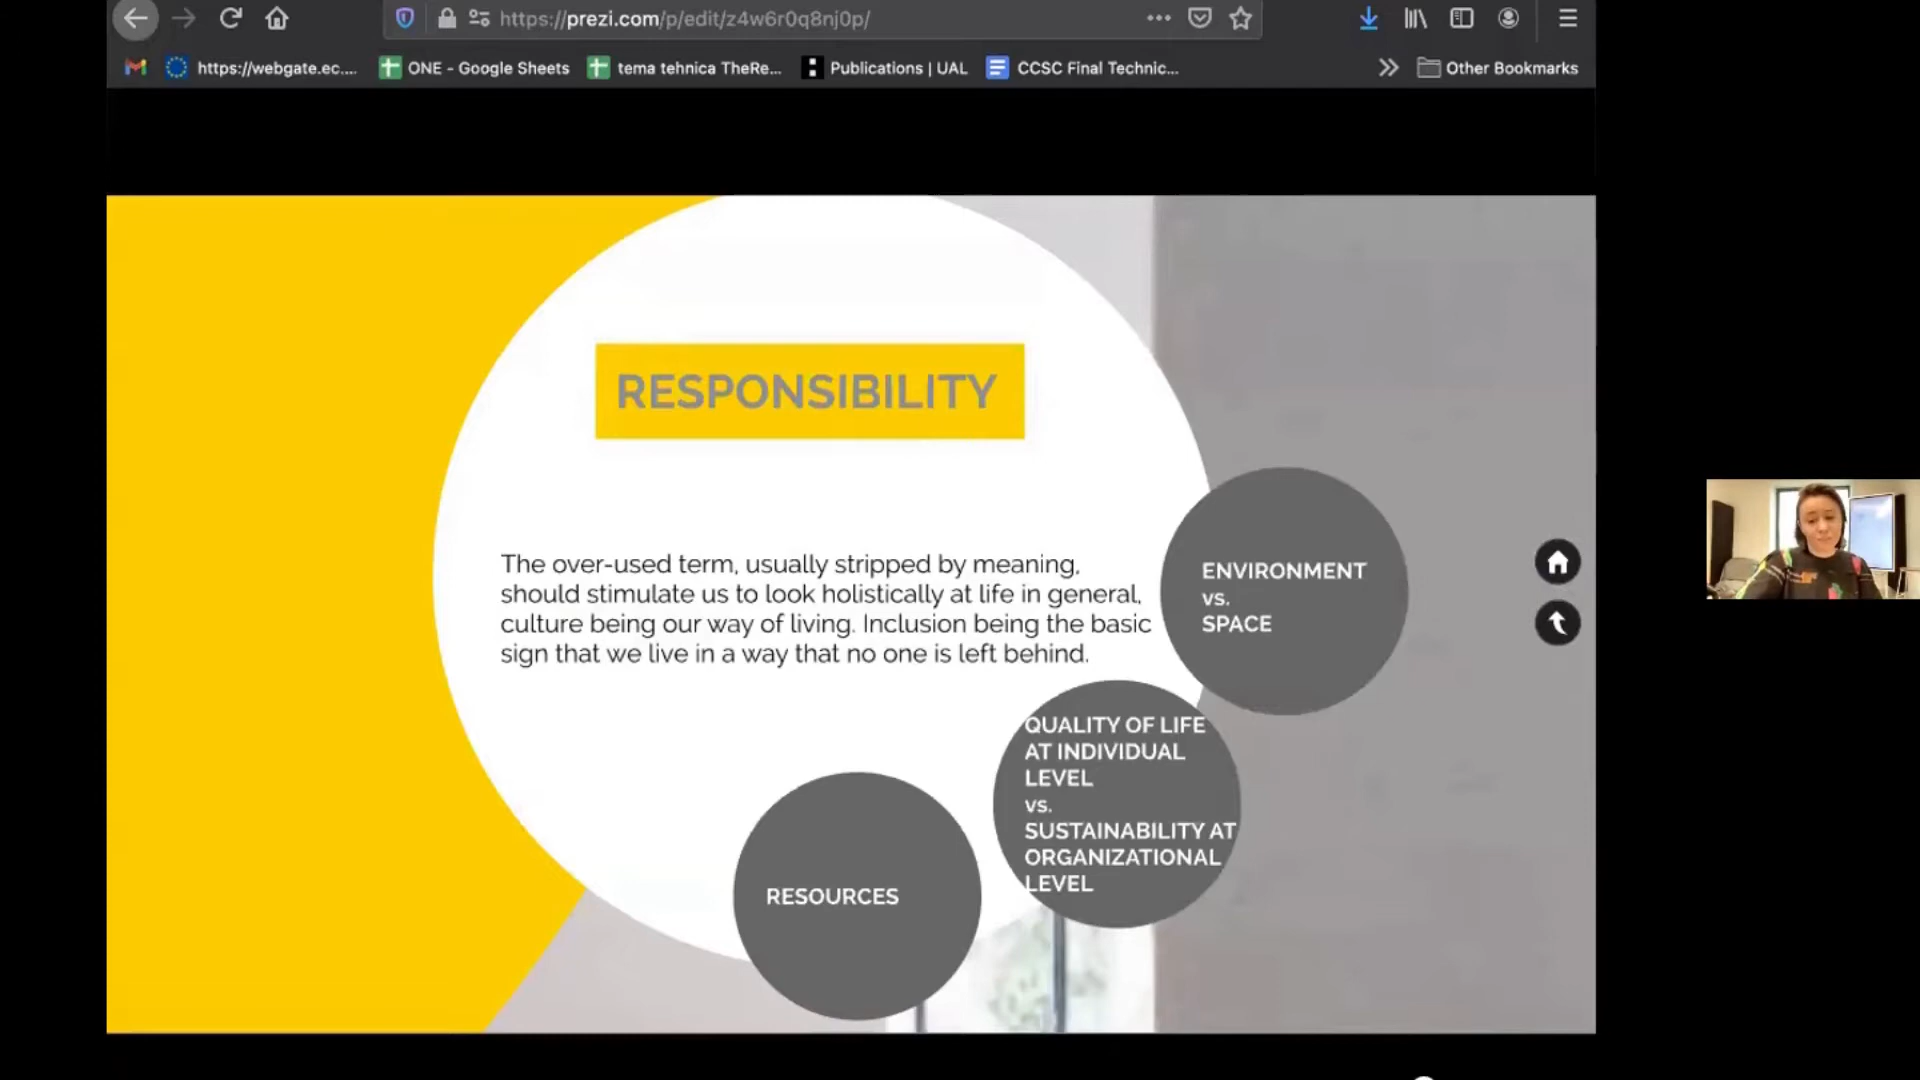 https://prezi.com/p/edit/z4w6r0q8nj0p/
https://webgate.ec....
ONE - Google Sheets
tema tehnica TheRe...
Publications | UAL
CCSC Final Technic...
Other Bookmarks
RESPONSIBILITY
The over-used term, usually stripped by meaning,
should stimulate us to look holistically at life in general,
culture being our way of living. Inclusion being the basic
sign that we live in a way that no one is left behind.
ENVIRONMENT
vs.
SPACE
QUALITY OF LIFE
AT INDIVIDUAL
LEVEL
vs.
SUSTAINABILITY AT
ORGANIZATIONAL
LEVEL
RESOURCES